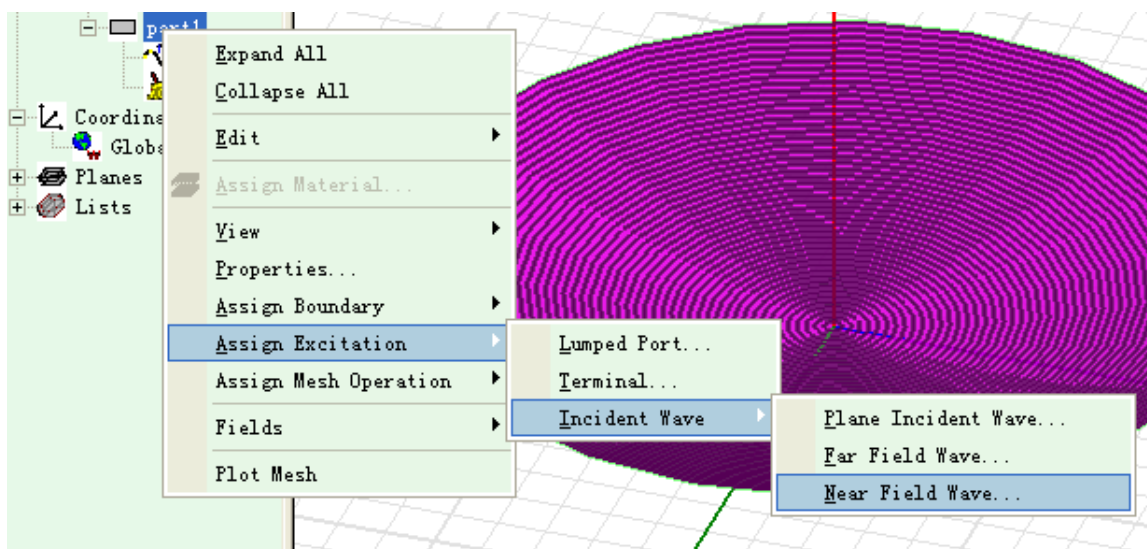 part1
Expand All
Collapse All
Coordina
Edit
Globa
Planes
Assign Material...
Lists
View
Properties...
Assign Boundary
Assign Excitation
Lumped Port...
Assign Mesh Operation
Terminal...
Incident Wave
Plane Incident Wave...
Fields
Far Field Wave...
Plot Mesh
Near Field Wave...